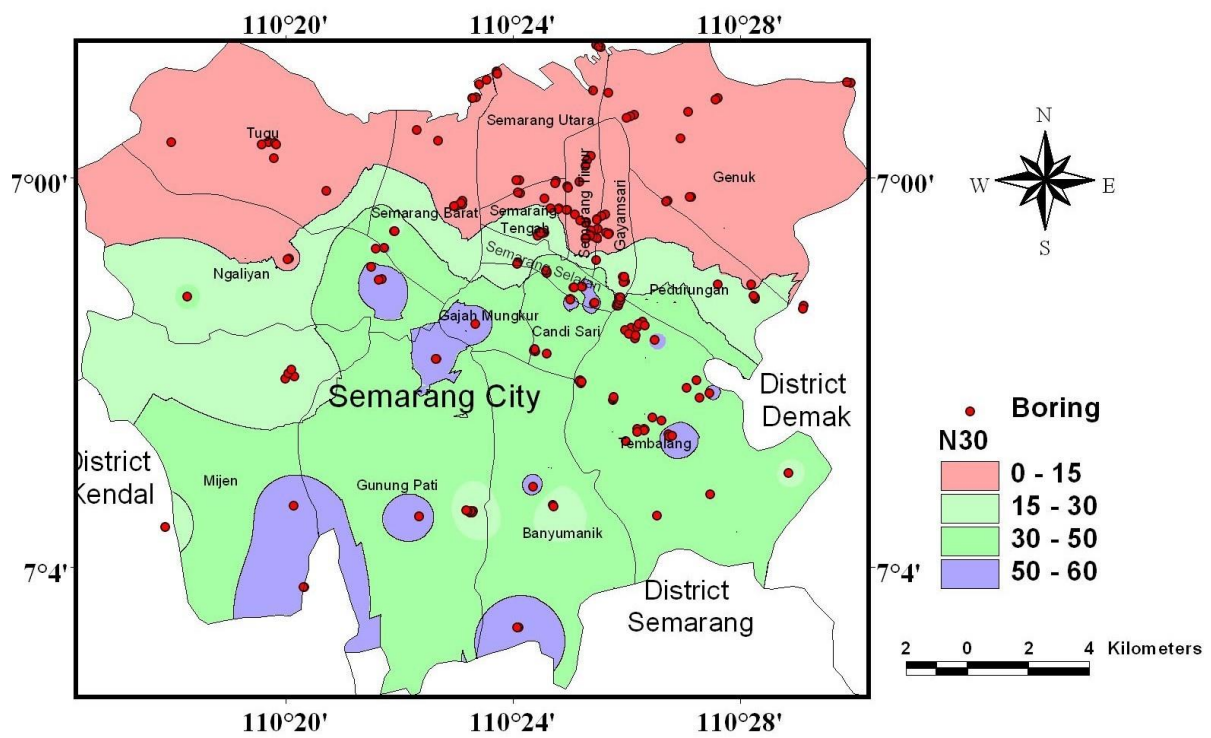 110°20' 110°24' 110°28'
7°00' 7°00'
7°4' 7°4'
110°20' 110°24' 110°28'
Tugu
Semarang Utara
Semarang Timur
Gayamsari
Genuk
Semarang Barat
Semarang
Tengah
Semarang Selatan
Ngaliyan
Pedurungan
Gajah Mungkur
Candi Sari
Semarang City
District
Demak
District
Kendal
Mijen
Gunung Pati
Tembalang
Banyumanik
District
Semarang
N
W E
S
Boring
N30
0 - 15
15 - 30
30 - 50
50 - 60
2 0 2 4 Kilometers